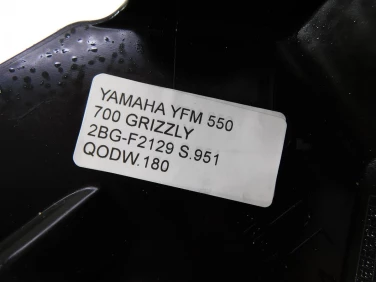 YAMAHA YFM 550
700 GRIZZLY
2BG-F2129 S.951
QODW.180